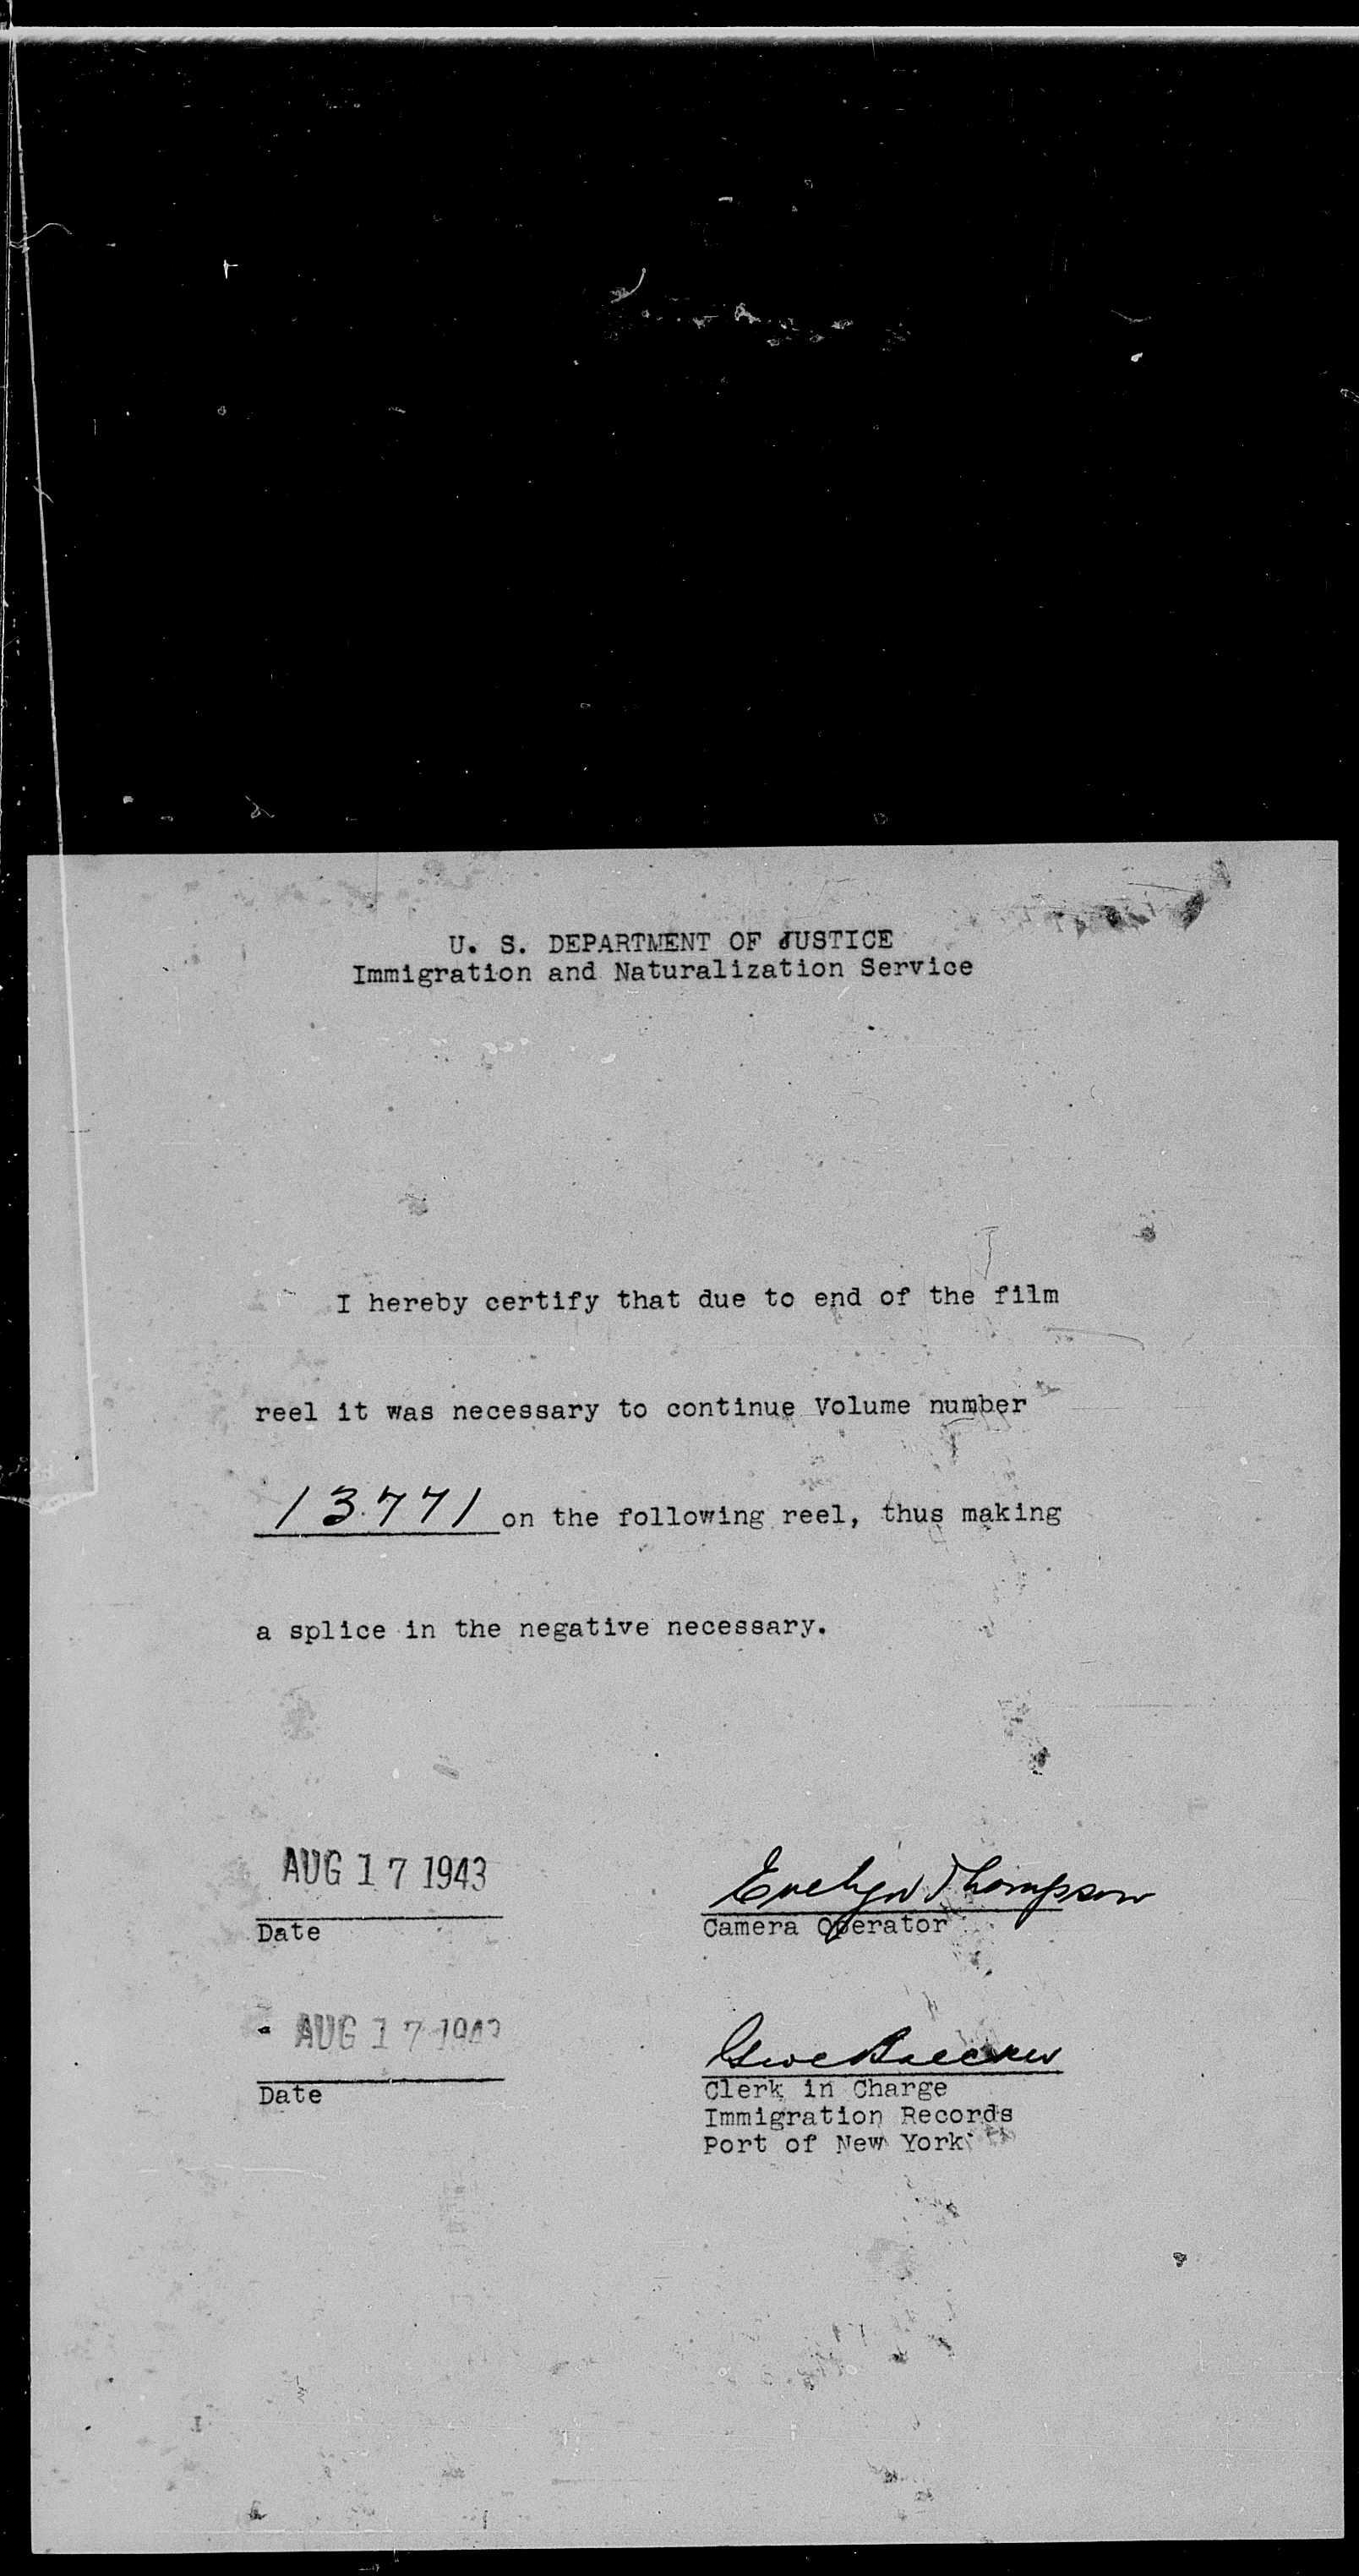 U. S. DEPARTMENT OF JUSTICE
Immigration and Naturalization Service
I hereby certify that due to end of the film
reel it was necessary to continue Volume number
13771 on the following reel, thus making
a splice in the negative necessary.
AUG 17 1943
Evelyn Thompson
Date
Camera Operator
AUG 17 1943
Date
Clerk in Charge
Immigration Records
Port of New York